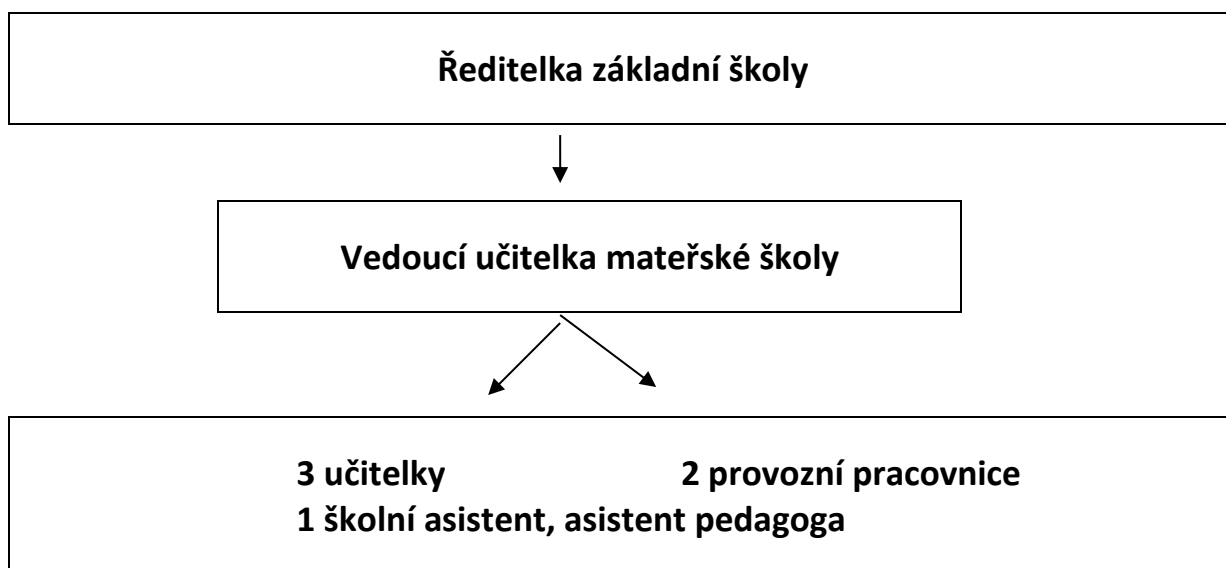 Ředitelka základní školy
Vedoucí učitelka mateřské školy
3 učitelky 2 provozní pracovnice
1 školní asistent, asistent pedagoga